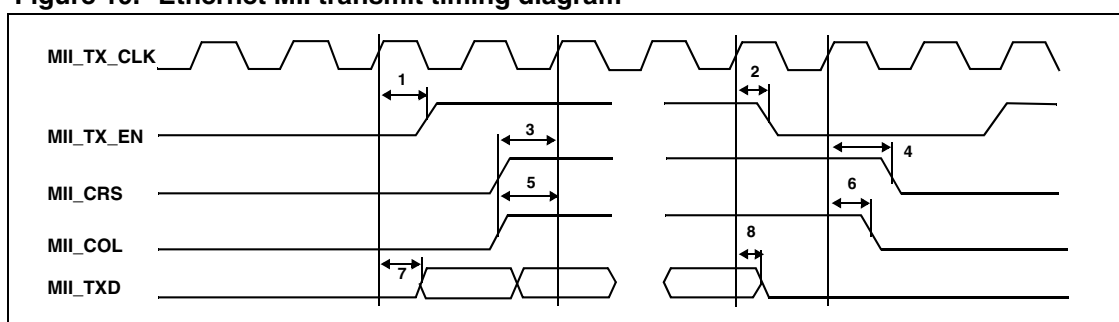 Figure 10. Ethernet MII transmit timing diagram
MII_TX_CLK
1
2
MII_TX_EN
3
4
MII_CRS
5
6
MII_COL
7
8
MII_TXD